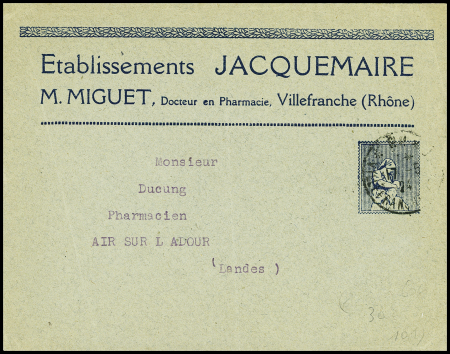 Etablissements JACQUEMAIRE
M. MIGUET, Docteur en Pharmacie, Villefranche (Rhône)
Monsieur
Ducung
Pharmacien
AIR SUR L ADOUR
(Landes )